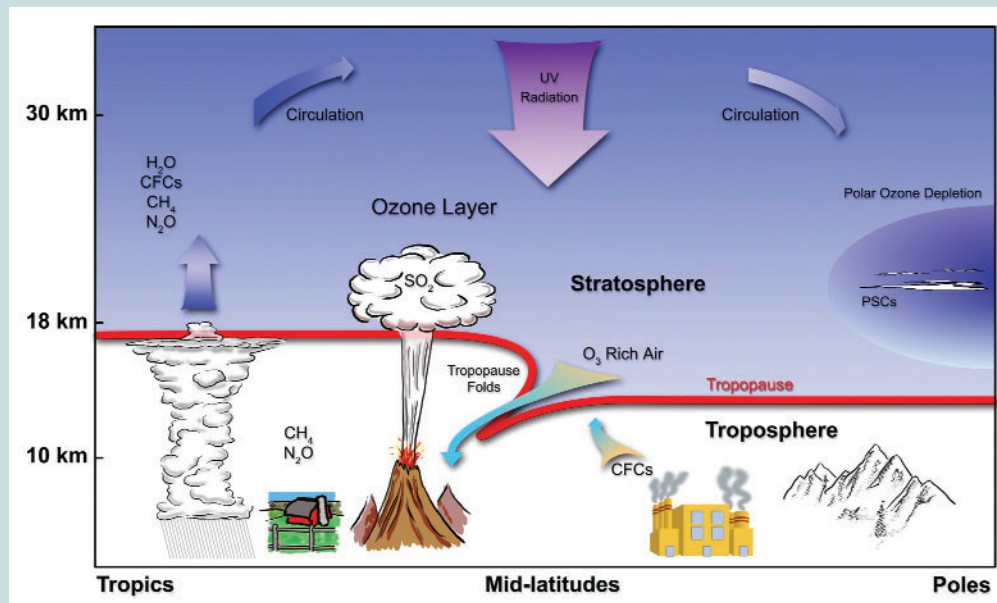 UV
Radiation
30 km
Circulation
Circulation
H₂O
CFCs
CH₄
N₂O
Polar Ozone Depletion
Ozone Layer
SO₂
Stratosphere
PSCs
18 km
O₃ Rich Air
Tropopause
Folds
Tropopause
Troposphere
CH₄
N₂O
10 km
CFCs
Tropics
Mid-latitudes
Poles